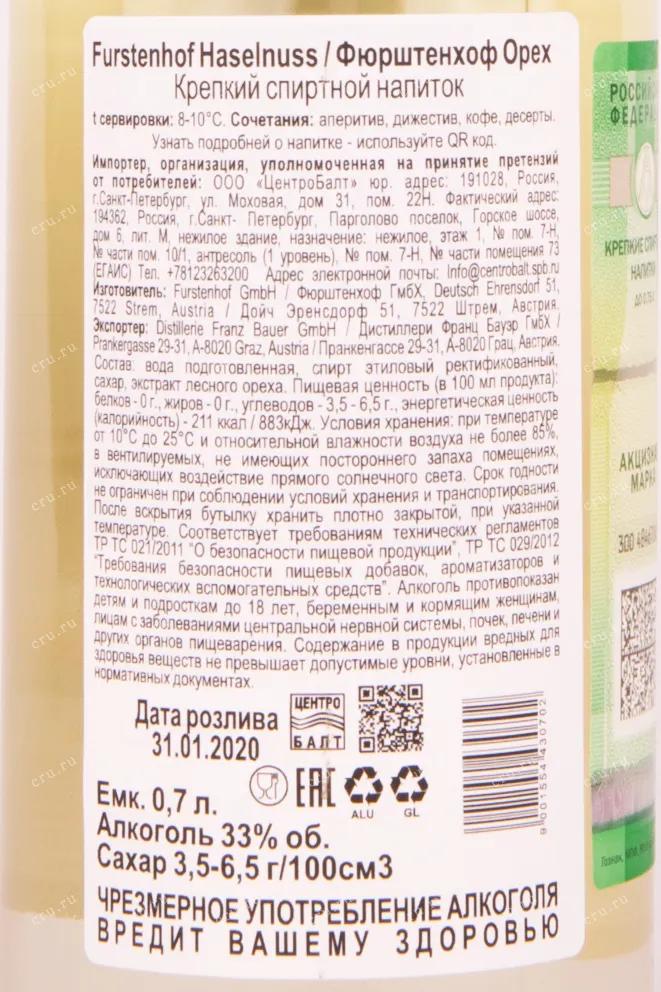 Furstenhof Haselnuss / Фюрштенхоф Орех
Крепкий спиртной напиток
t сервировки: 8-10°С. Сочетания: аперитив, дижестив, кофе, десерты.
Узнать подробней о напитке - используйте QR код.
Импортер, организация, уполномоченная на принятие претензий
от потребителей: ООО «ЦентроБалт» юр. адрес: 191028, Россия,
г.Санкт-Петербург, ул. Моховая, дом 31, пом. 22Н. Фактический адрес:
194362, Россия, г.Санкт- Петербург, Парголово поселок, Горское шоссе,
дом 6, лит. М, нежилое здание, назначение: нежилое, этаж 1, № пом. 7-Н,
№ части пом. 10/1, антресоль (1 уровень), № пом. 7-Н, № части помещения 73
(ЕГАИС) Тел. +78123263200 Адрес электронной почты: Info@centrobalt.spb.ru
Изготовитель: Furstenhof GmbH / Фюрштенхоф ГмбХ, Deutsch Ehrensdorf 51,
7522 Strem, Austria / Дойч Эренсдорф 51, 7522 Штрем, Австрия.
Экспортер: Distillerie Franz Bauer GmbH / Дистиллери Франц Бауэр ГмбХ /
Prankergasse 29-31, A-8020 Graz, Austria / Пранкенгассе 29-31, А-8020 Грац, Австрия.
Состав: вода подготовленная, спирт этиловый ректификованный,
сахар, экстракт лесного ореха. Пищевая ценность (в 100 мл продукта):
белков - 0 г., жиров - 0 г., углеводов - 3,5 - 6,5 г., энергетическая ценность
(калорийность) - 211 ккал / 883кДж. Условия хранения: при температуре
от 10°С до 25°С и относительной влажности воздуха не более 85%,
в вентилируемых, не имеющих постороннего запаха помещениях,
исключающих воздействие прямого солнечного света. Срок годности
не ограничен при соблюдении условий хранения и транспортирования.
После вскрытия бутылку хранить плотно закрытой, при указанной
температуре. Соответствует требованиям технических регламентов
ТР ТС 021/2011 "О безопасности пищевой продукции", ТР ТС 029/2012
"Требования безопасности пищевых добавок, ароматизаторов и
технологических вспомогательных средств". Алкоголь противопоказан
детям и подросткам до 18 лет, беременным и кормящим женщинам,
лицам с заболеваниями центральной нервной системы, почек, печени и
других органов пищеварения. Содержание в продукции вредных для
здоровья веществ не превышает допустимые уровни, установленные в
нормативных документах.
Дата розлива
31.01.2020
ЦЕНТРО
БАЛТ
EAC
ALU
GL
9 001554 430702
Емк. 0,7 л.
Алкоголь 33% об.
Сахар 3,5-6,5 г/100см3
ЧРЕЗМЕРНОЕ УПОТРЕБЛЕНИЕ АЛКОГОЛЯ
ВРЕДИТ ВАШЕМУ ЗДОРОВЬЮ
РОССИЙС
ФЕДЕРАЦ
КРЕПКИЕ СПИР
НАПИТКИ
АКЦИЗНА
МАРКА
cru.ru